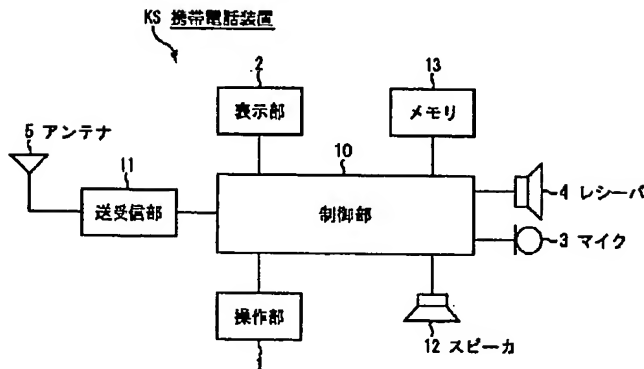 KS 携帯電話装置
2
表示部
13
メモリ
5 アンテナ
11
送受信部
10
制御部
4 レシーバ
3 マイク
操作部
1
12 スピーカ